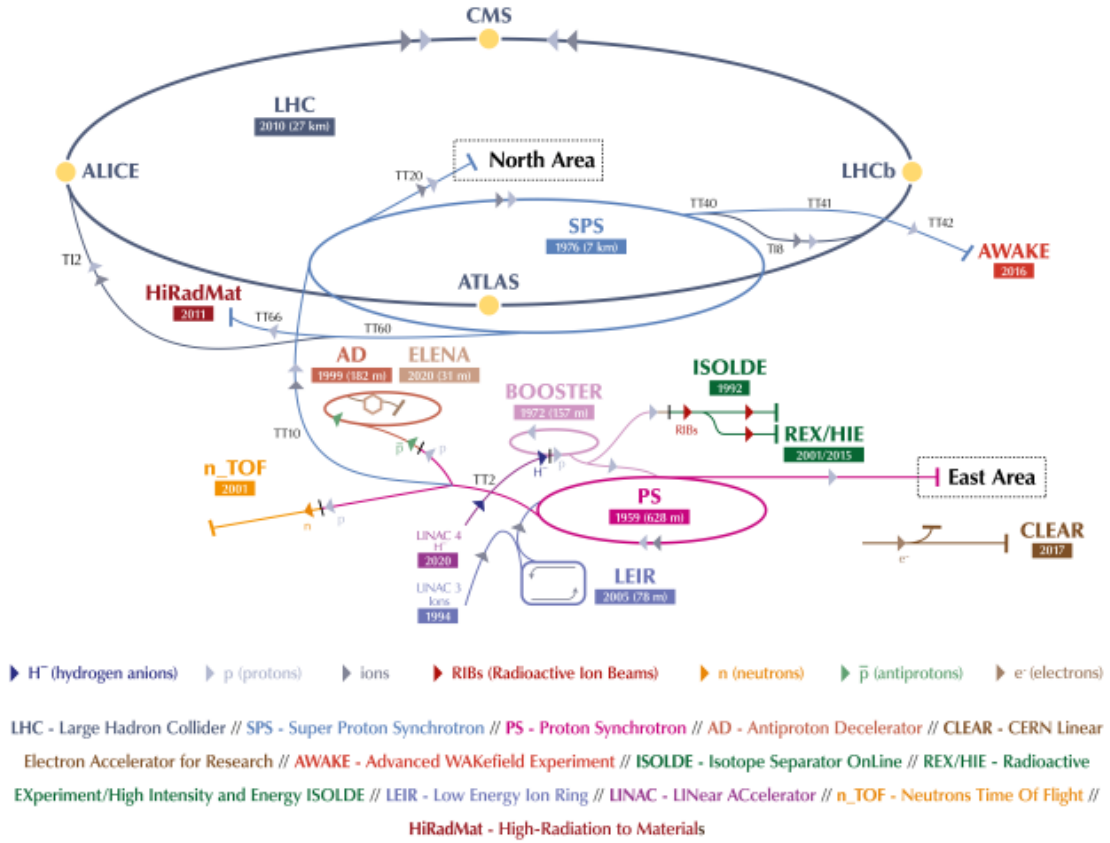 CMS
LHC
2010 (27 km)
ALICE
LHCb
North Area
TT20
TT40
TT41
TT42
SPS
1976 (7 km)
TI8
AWAKE
2016
TI2
ATLAS
HiRadMat
2011
TT66
TT60
AD
1999 (182 m)
ELENA
2020 (31 m)
ISOLDE
1992
BOOSTER
1972 (157 m)
RIBs
REX/HIE
2001/2015
TT10
p̅
p
p
H⁻
n_TOF
2001
TT2
East Area
PS
1959 (628 m)
n
p
LINAC 4
H⁻
2020
CLEAR
2017
e⁻
LEIR
2005 (78 m)
LINAC 3
Ions
1994
H⁻ (hydrogen anions)
p (protons)
ions
RIBs (Radioactive Ion Beams)
n (neutrons)
p̅ (antiprotons)
e⁻ (electrons)
LHC - Large Hadron Collider // SPS - Super Proton Synchrotron // PS - Proton Synchrotron // AD - Antiproton Decelerator // CLEAR - CERN Linear
Electron Accelerator for Research // AWAKE - Advanced WAKefield Experiment // ISOLDE - Isotope Separator OnLine // REX/HIE - Radioactive
EXperiment/High Intensity and Energy ISOLDE // LEIR - Low Energy Ion Ring // LINAC - LINear ACcelerator // n_TOF - Neutrons Time Of Flight //
HiRadMat - High-Radiation to Materials